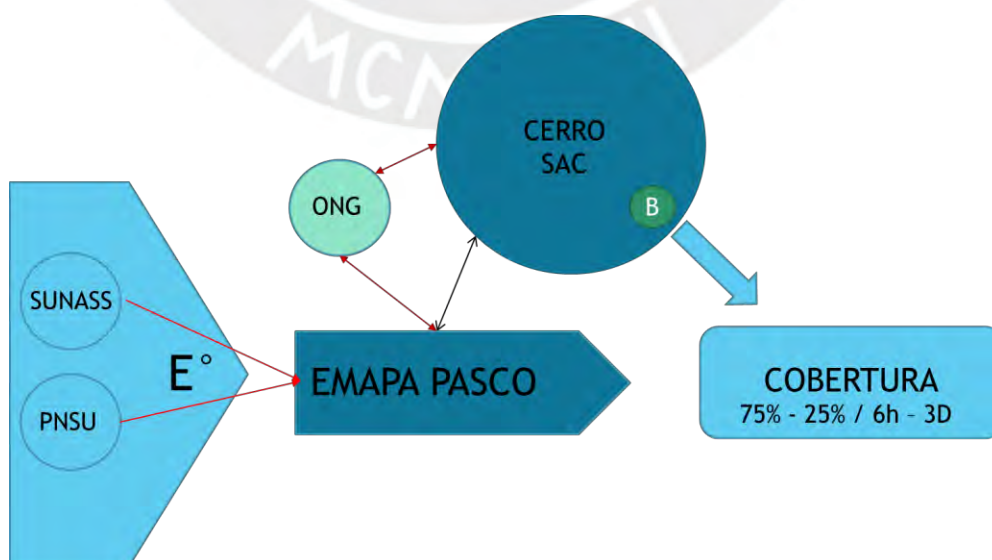 CERRO
SAC
ONG
B
SUNASS
E°
EMAPA PASCO
PNSU
COBERTURA
75% - 25% / 6h – 3D